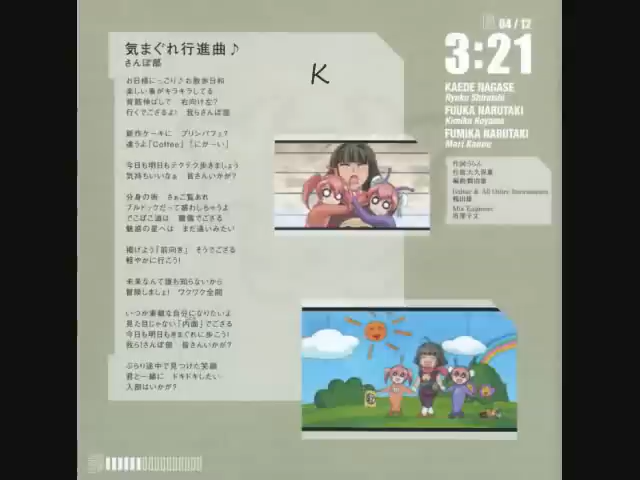 気まぐれ行進曲♪
さんぽ部
お日様にっこり♪お散歩日和
楽しい事がキラキラしてる
背筋伸ばして　右向け左?
行くでござるよ!　我らさんぽ部
新作ケーキに　プリンパフェ?
違うよ「Coffee」「にがーい」
今日も明日もテクテク歩きましょう
気持ちいいなぁ　皆さんいかが?
分身の術　さぁご覧あれ
ブルドックだって懐わしちゃうよ
でこぼこ道は　醍醐でござる
魅惑の星へは　まだ遠いみたい
掲げよう「前向き」　そうでござる
軽やかに行こう!
未来なんて誰も知らないから
冒険しましょ!　ワクワク全開
いつか素敵な自分になりたいよ
見た目じゃない「内面」でござる
今日も明日も気まぐれに歩こう!
我ら!さんぽ部　皆さんいかが?
ぶらり途中で見つけた笑顔
君と一緒に　ドキドキしたい
入部はいかが?
K
04 / 12
3:21
KAEDE NAGASE
Ryoko Shiraishi
FUUKA NARUTAKI
Kimiko Koyama
FUMIKA NARUTAKI
Mari Kanou
Guitar & All Other Instruments
Mix Engineer